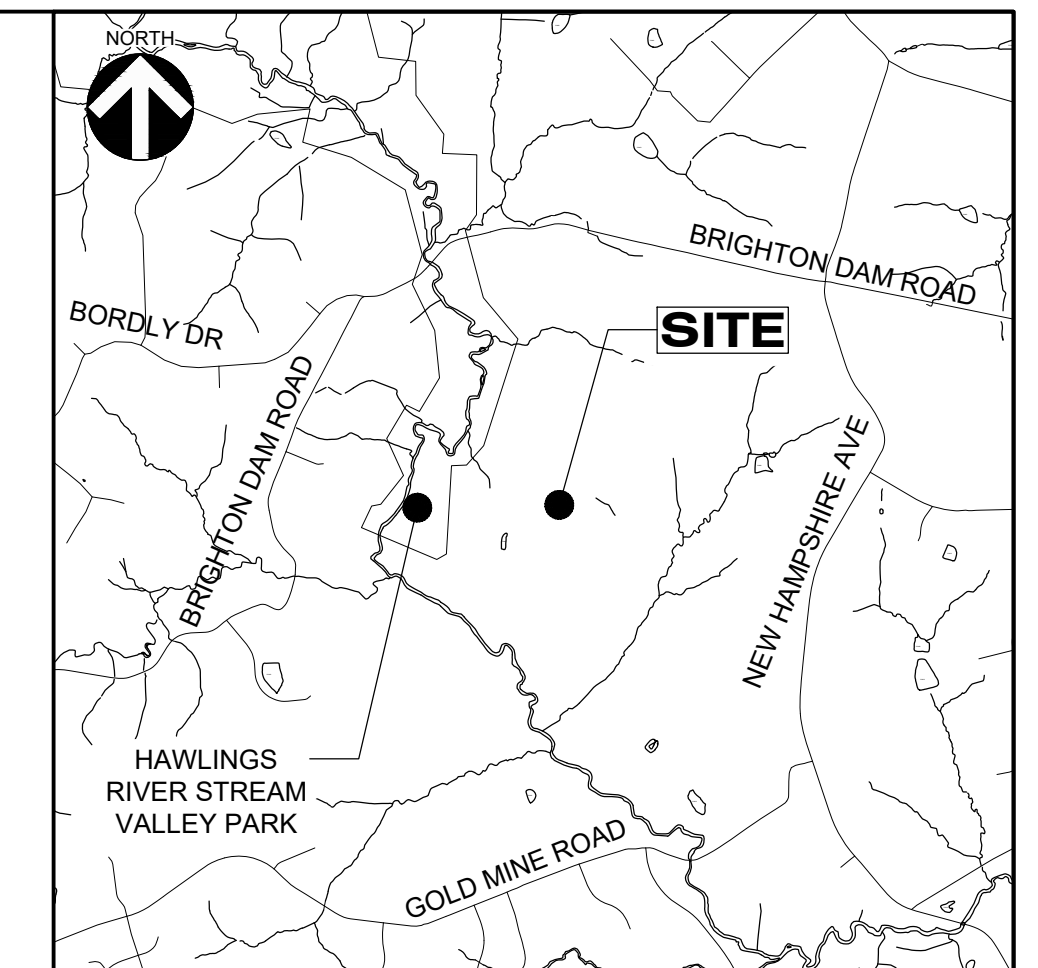 NORTH
BRIGHTON DAM ROAD
BORDLY DR
SITE
BRIGHTON DAM ROAD
NEW HAMPSHIRE AVE
HAWLINGS
RIVER STREAM
VALLEY PARK
GOLD MINE ROAD